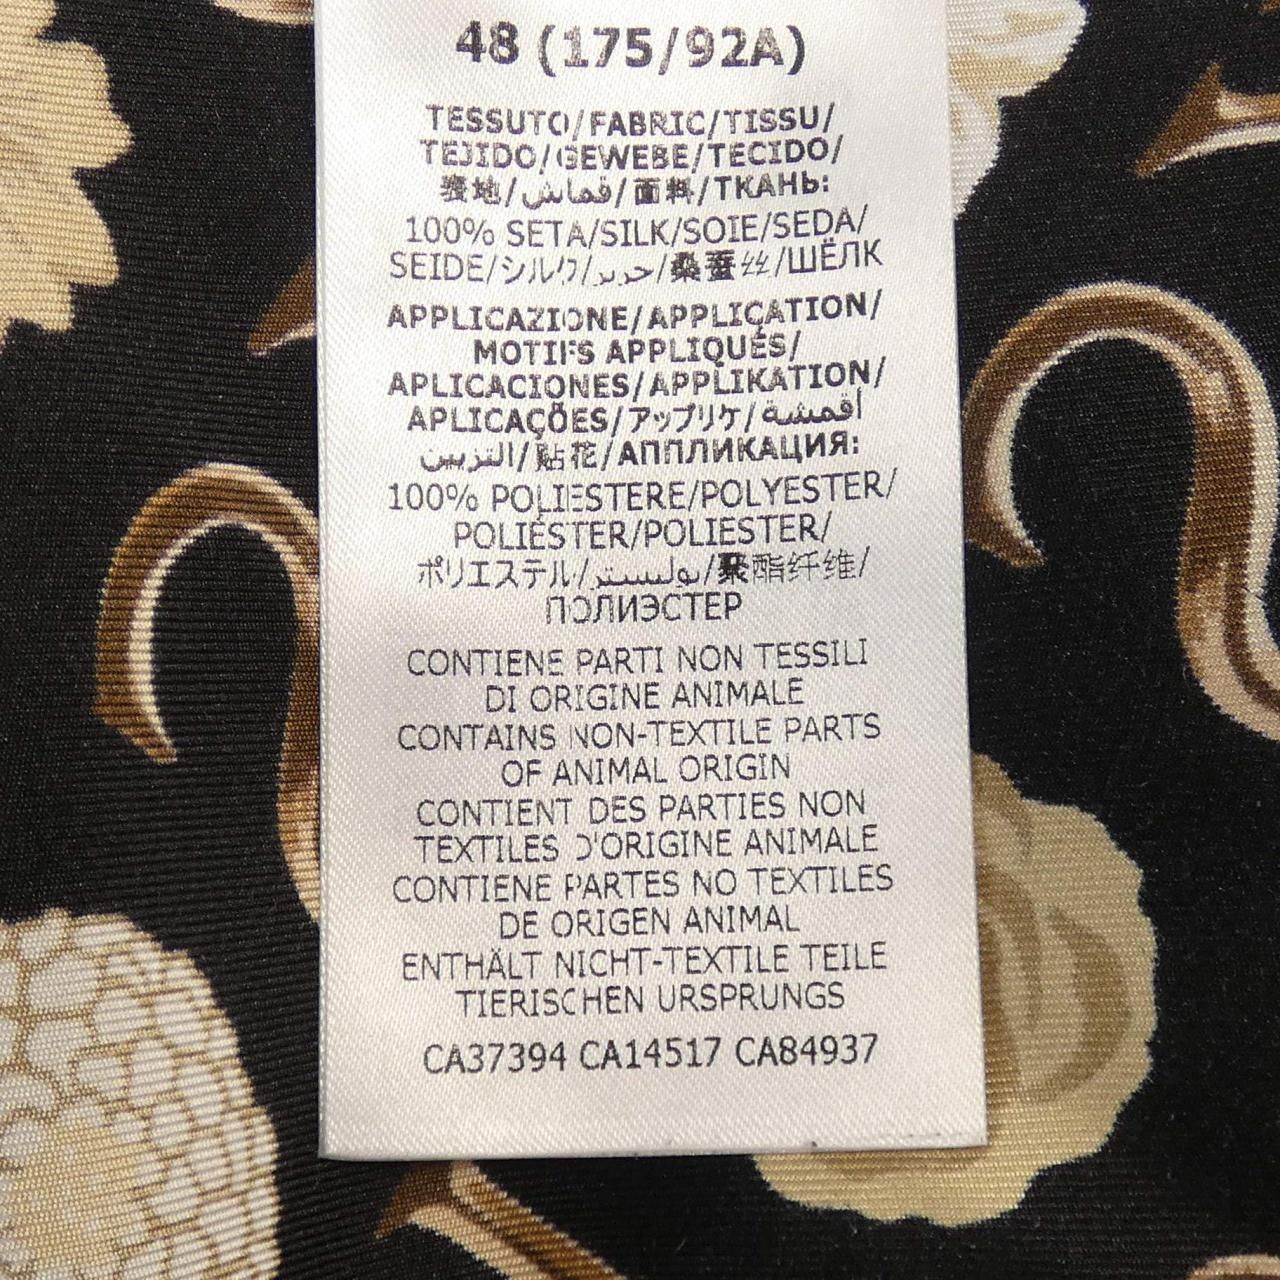 48 (175/92A)
TESSUTO/FABRIC/TISSU/
TEJIDO/GEWEBE/TECIDO/
表地/قماش/面料/ТКАНЬ:
100% SETA/SILK/SOIE/SEDA/
SEIDE/シルク/حرير/桑蚕丝/ШЁЛК
APPLICAZIONE/APPLICATION/
MOTIFS APPLIQUÉS/
APLICACIONES/APPLIKATION/
APLICAÇÕES/アップリケ/أقمشة
التزيين/贴花/АППЛИКАЦИЯ:
100% POLIESTERE/POLYESTER/
POLIÉSTER/POLIESTER/
ポリエステル/بوليستر/聚酯纤维/
ПОЛИЭСТЕР
CONTIENE PARTI NON TESSILI
DI ORIGINE ANIMALE
CONTAINS NON-TEXTILE PARTS
OF ANIMAL ORIGIN
CONTIENT DES PARTIES NON
TEXTILES D'ORIGINE ANIMALE
CONTIENE PARTES NO TEXTILES
DE ORIGEN ANIMAL
ENTHÄLT NICHT-TEXTILE TEILE
TIERISCHEN URSPRUNGS
CA37394 CA14517 CA84937